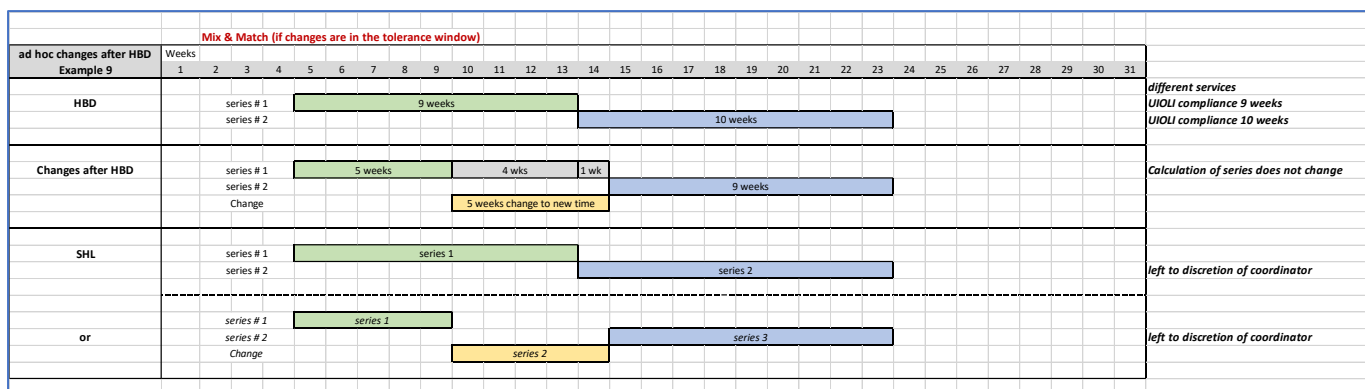 Mix & Match (if changes are in the tolerance window)
ad hoc changes after HBD Weeks
Example 9 1 2 3 4 5 6 7 8 9 10 11 12 13 14 15 16 17 18 19 20 21 22 23 24 25 26 27 28 29 30 31
different services
HBD series # 1 9 weeks UIOLI compliance 9 weeks
series # 2 10 weeks UIOLI compliance 10 weeks
Changes after HBD series # 1 5 weeks 4 wks 1 wk Calculation of series does not change
series # 2 9 weeks
Change 5 weeks change to new time
SHL series # 1 series 1
series # 2 series 2 left to discretion of coordinator
series # 1 series 1
or series # 2 series 3 left to discretion of coordinator
Change series 2